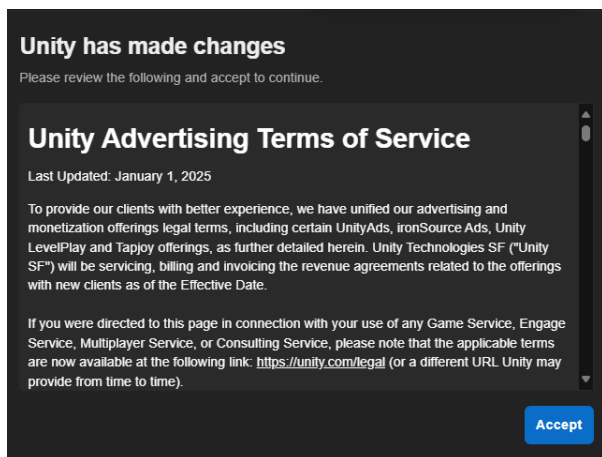 Unity has made changes
Please review the following and accept to continue.
Unity Advertising Terms of Service
Last Updated: January 1, 2025
To provide our clients with better experience, we have unified our advertising and
monetization offerings legal terms, including certain UnityAds, ironSource Ads, Unity
LevelPlay and Tapjoy offerings, as further detailed herein. Unity Technologies SF ("Unity
SF") will be servicing, billing and invoicing the revenue agreements related to the offerings
with new clients as of the Effective Date.
If you were directed to this page in connection with your use of any Game Service, Engage
Service, Multiplayer Service, or Consulting Service, please note that the applicable terms
are now available at the following link: https://unity.com/legal (or a different URL Unity may
provide from time to time).
Accept